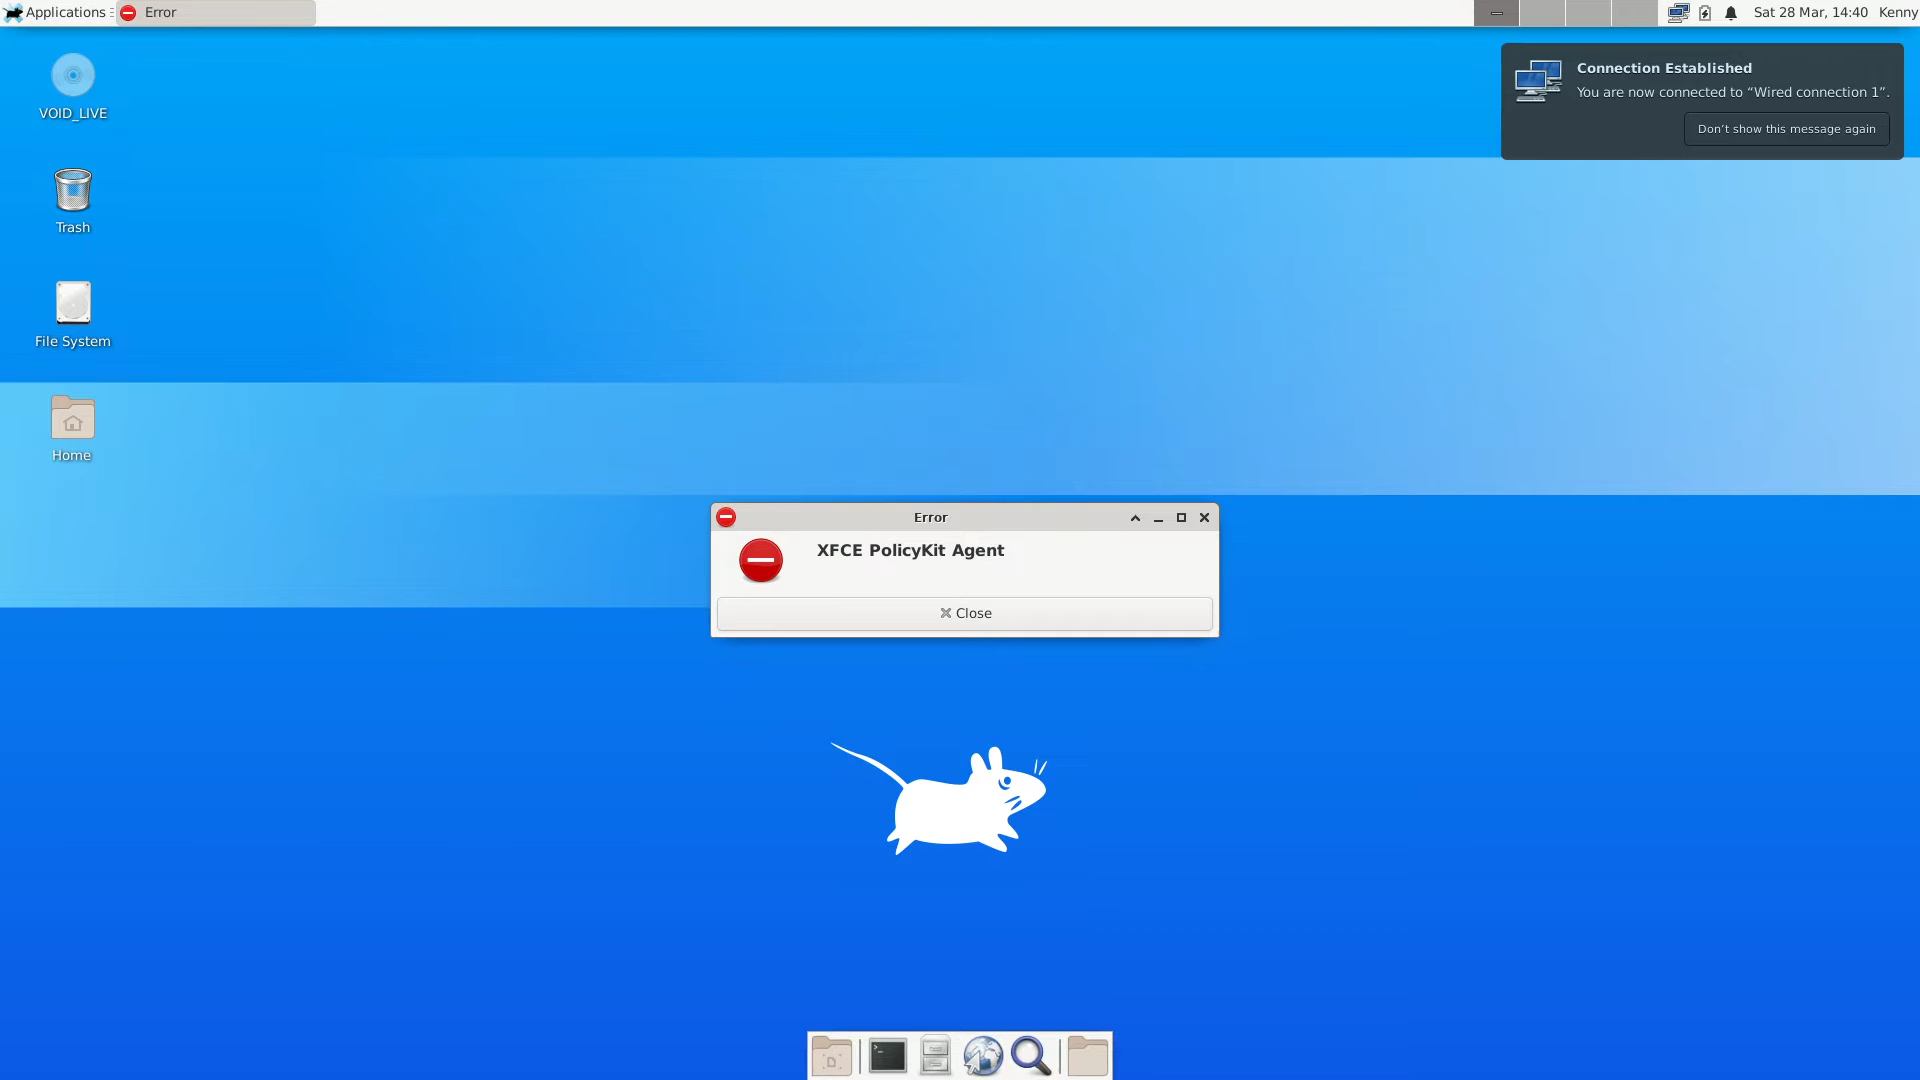 Applications
Error
Sat 28 Mar, 14:40
Kenny
VOID_LIVE
Trash
File System
Home
Connection Established
You are now connected to “Wired connection 1”.
Don’t show this message again
Error
XFCE PolicyKit Agent
Close